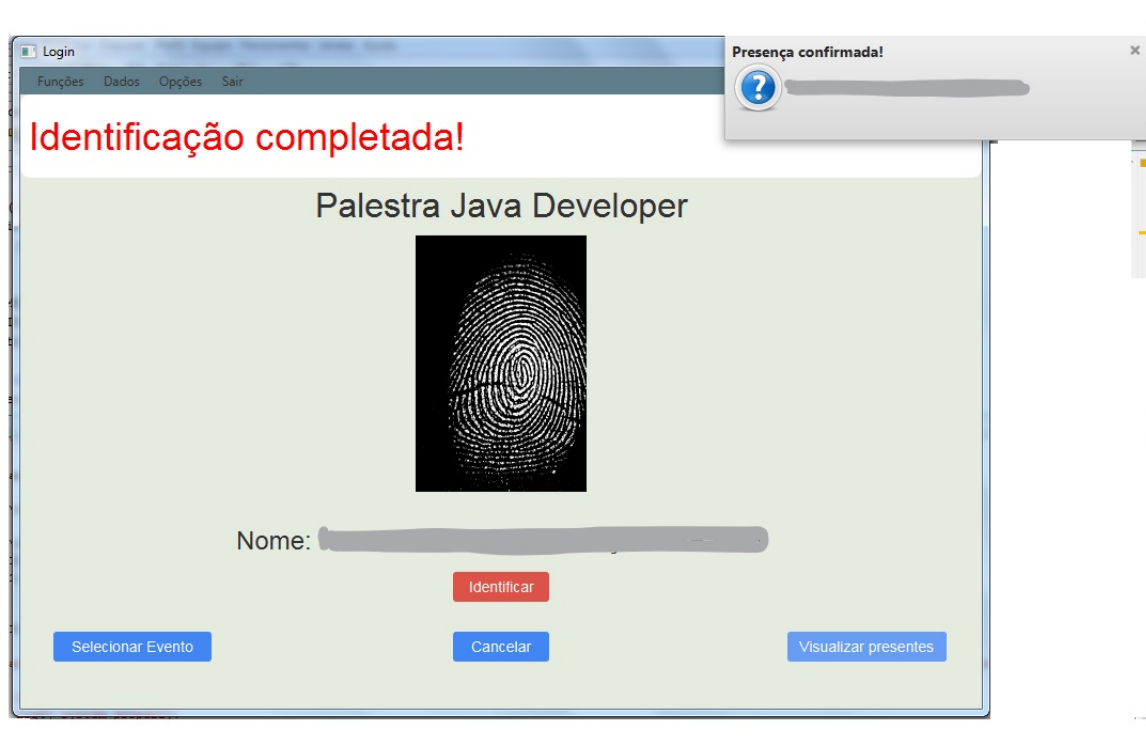 Login
Presença confirmada!
Funções Dados Opções Sair
Identificação completada!
Palestra Java Developer
Nome:
Identificar
Selecionar Evento Cancelar Visualizar presentes